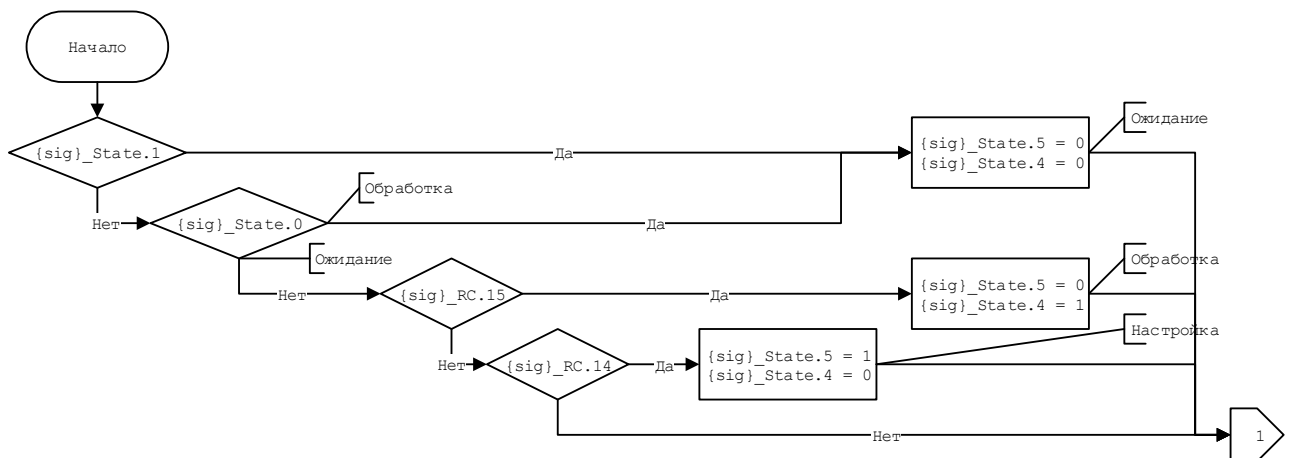 Начало
{sig}_State.1
Да
{sig}_State.5 = 0
{sig}_State.4 = 0
Ожидание
Нет
{sig}_State.0
Обработка
Да
Ожидание
Нет
{sig}_RC.15
Да
{sig}_State.5 = 0
{sig}_State.4 = 1
Обработка
Нет
{sig}_RC.14
Да
{sig}_State.5 = 1
{sig}_State.4 = 0
Настройка
Нет
1